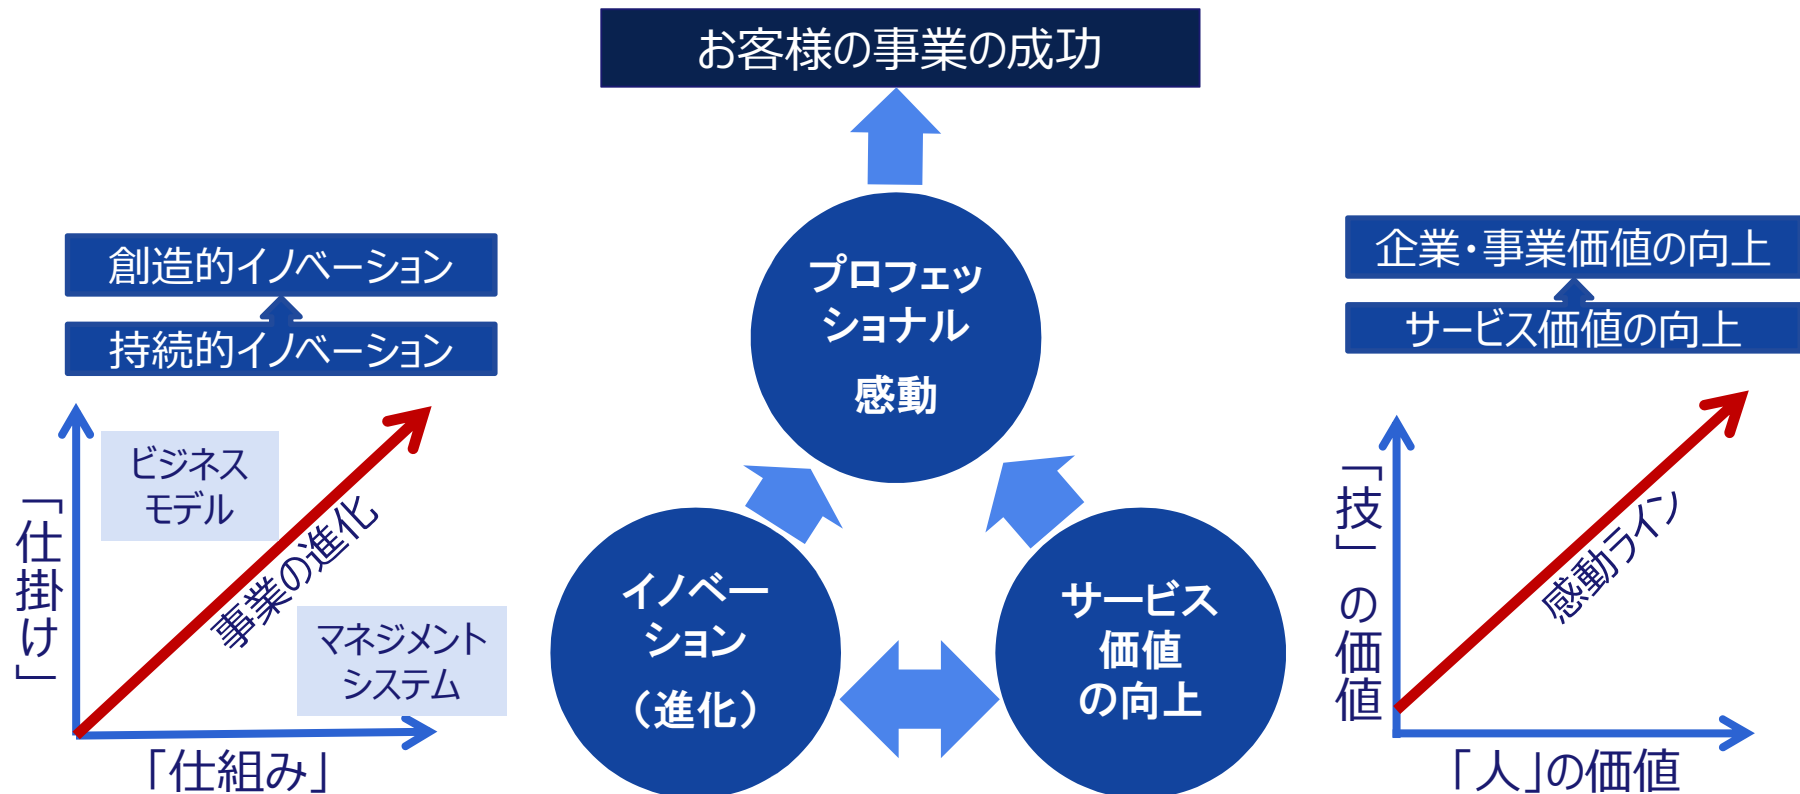 お客様の事業の成功
創造的イノベーション
持続的イノベーション
「仕掛け」
ビジネス
モデル
事業の進化
マネジメント
システム
「仕組み」
プロフェッ
ショナル
感動
イノベー
ション
（進化）
サービス
価値
の向上
企業・事業価値の向上
サービス価値の向上
「技」の価値
感動ライン
「人」の価値